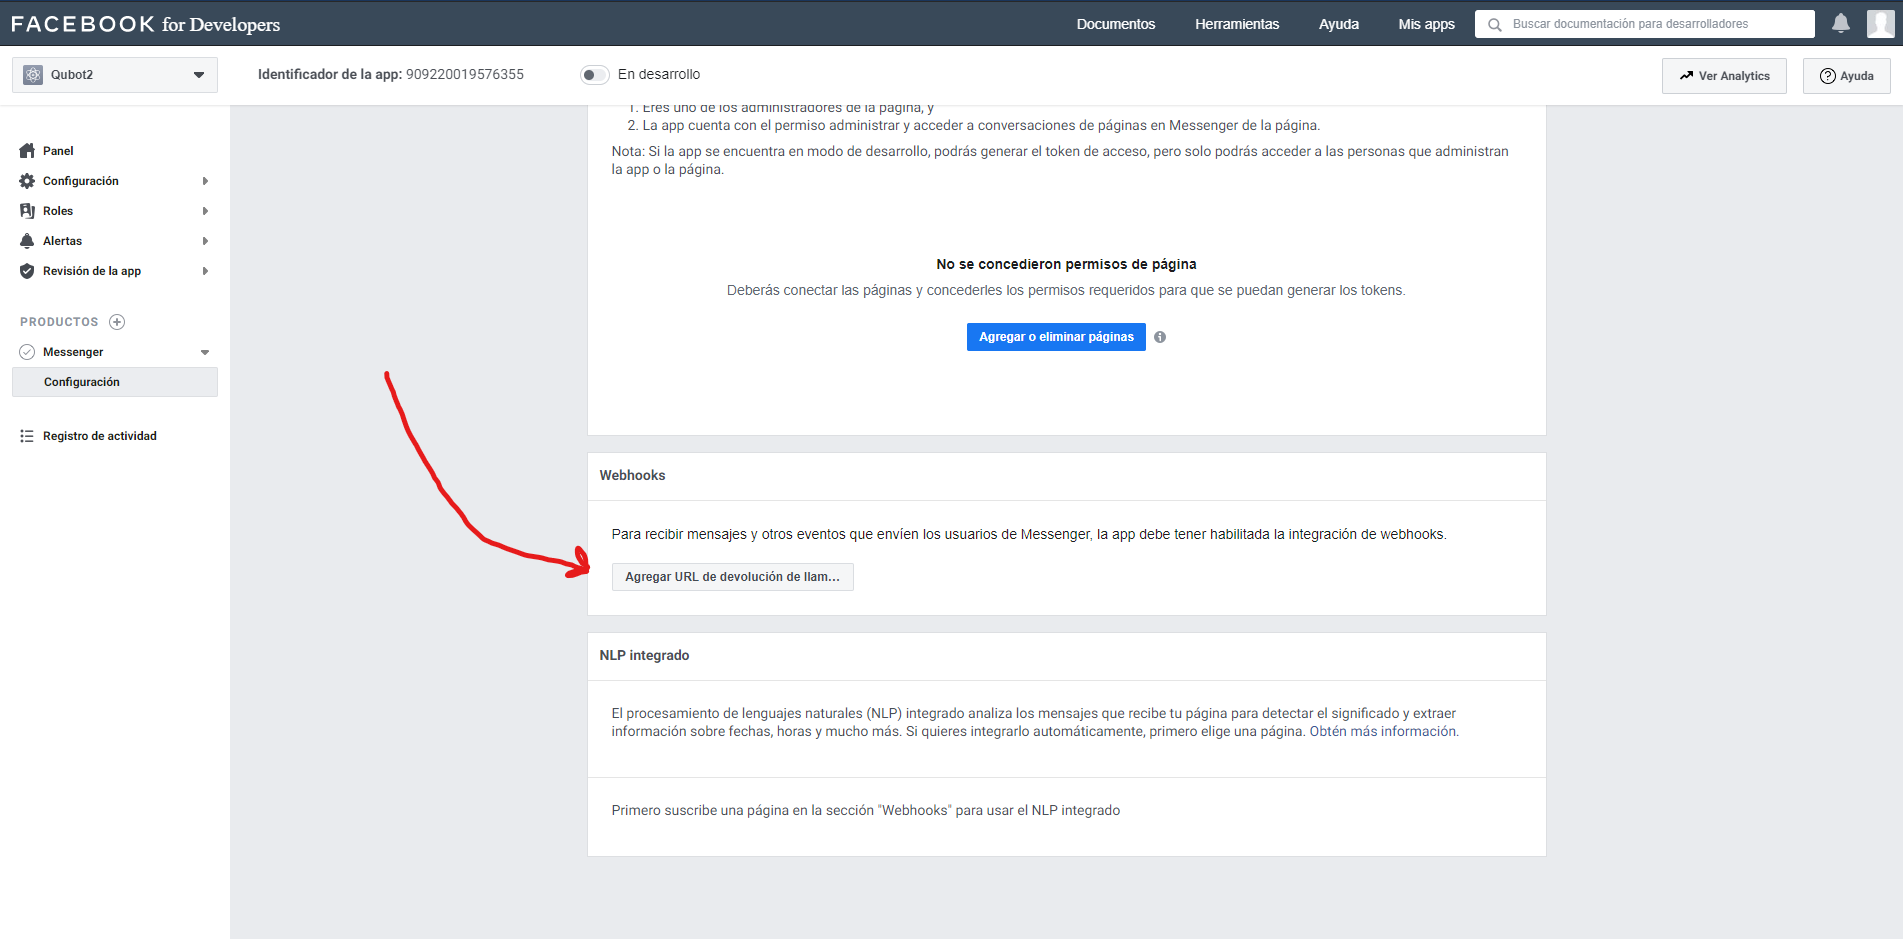 FACEBOOK for Developers
Documentos
Herramientas
Ayuda
Mis apps
Buscar documentación para desarrolladores
Qubot2
Identificador de la app: 909220019576355
En desarrollo
Ver Analytics
Ayuda
Panel
Configuración
Roles
Alertas
Revisión de la app
PRODUCTOS
Messenger
Configuración
Registro de actividad
1. Eres uno de los administradores de la página, y
2. La app cuenta con el permiso administrar y acceder a conversaciones de páginas en Messenger de la página.
Nota: Si la app se encuentra en modo de desarrollo, podrás generar el token de acceso, pero solo podrás acceder a las personas que administran
la app o la página.
No se concedieron permisos de página
Deberás conectar las páginas y concederles los permisos requeridos para que se puedan generar los tokens.
Agregar o eliminar páginas
Webhooks
Para recibir mensajes y otros eventos que envíen los usuarios de Messenger, la app debe tener habilitada la integración de webhooks.
Agregar URL de devolución de llam...
NLP integrado
El procesamiento de lenguajes naturales (NLP) integrado analiza los mensajes que recibe tu página para detectar el significado y extraer
información sobre fechas, horas y mucho más. Si quieres integrarlo automáticamente, primero elige una página. Obtén más información.
Primero suscribe una página en la sección "Webhooks" para usar el NLP integrado